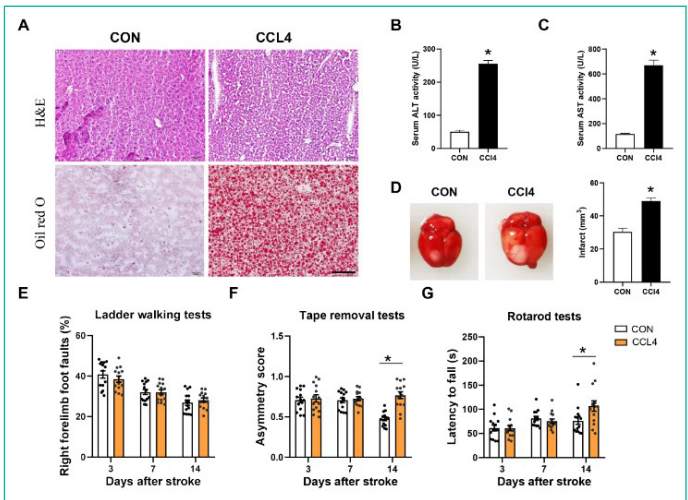 A
CON
CCL4
H&E
Oil red O
B
Serum ALT activity (U/L)
300
200
100
0
*
CON
CCl4
C
Serum AST activity (U/L)
800
600
400
200
0
*
CON
CCl4
D
CON
CCl4
Infarct (mm³)
60
40
20
0
*
CON
CCl4
E
Ladder walking tests
Right forelimb foot faults (%)
60
40
20
0
3
7
14
Days after stroke
F
Tape removal tests
Asymmetry score
1.5
1.0
0.5
0.0
*
3
7
14
Days after stroke
G
Rotarod tests
Latency to fall (s)
250
200
150
100
50
0
*
3
7
14
Days after stroke
CON
CCL4